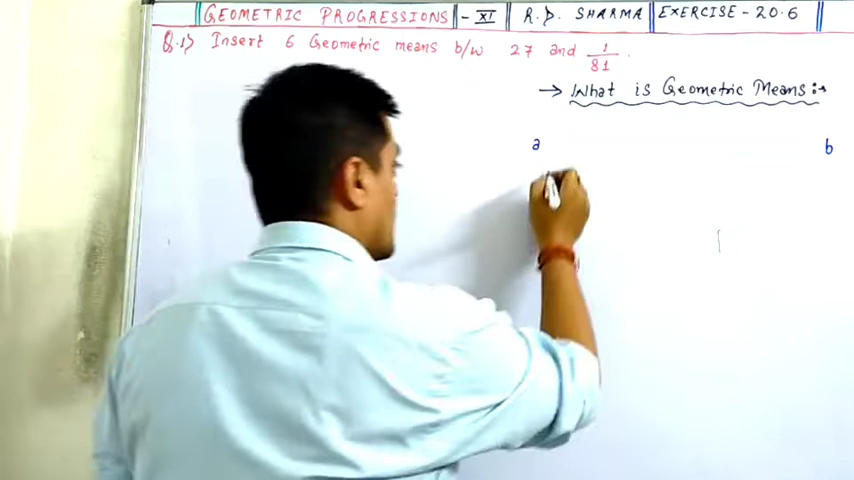 GEOMETRIC PROGRESSIONS - XI R.D. SHARMA EXERCISE - 20.6
Q.1> Insert 6 Geometric means b/w 27 and 1/81.
→ What is Geometric Means :→
a b